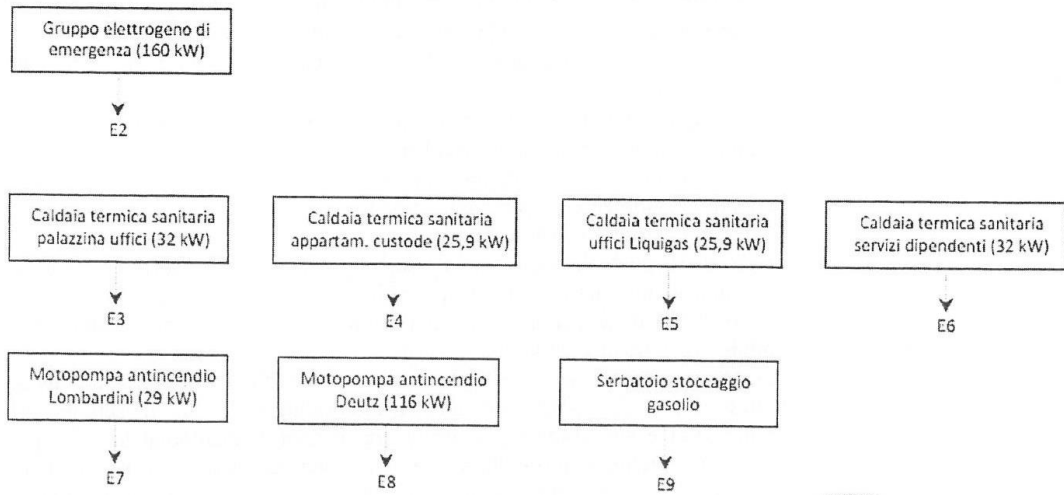 Gruppo elettrogeno di
emergenza (160 kW)
E2
Caldaia termica sanitaria
palazzina uffici (32 kW)
Caldaia termica sanitaria
appartam. custode (25,9 kW)
Caldaia termica sanitaria
uffici Liquigas (25,9 kW)
Caldaia termica sanitaria
servizi dipendenti (32 kW)
E3
E4
E5
E6
Motopompa antincendio
Lombardini (29 kW)
Motopompa antincendio
Deutz (116 kW)
Serbatoio stoccaggio
gasolio
E7
E8
E9